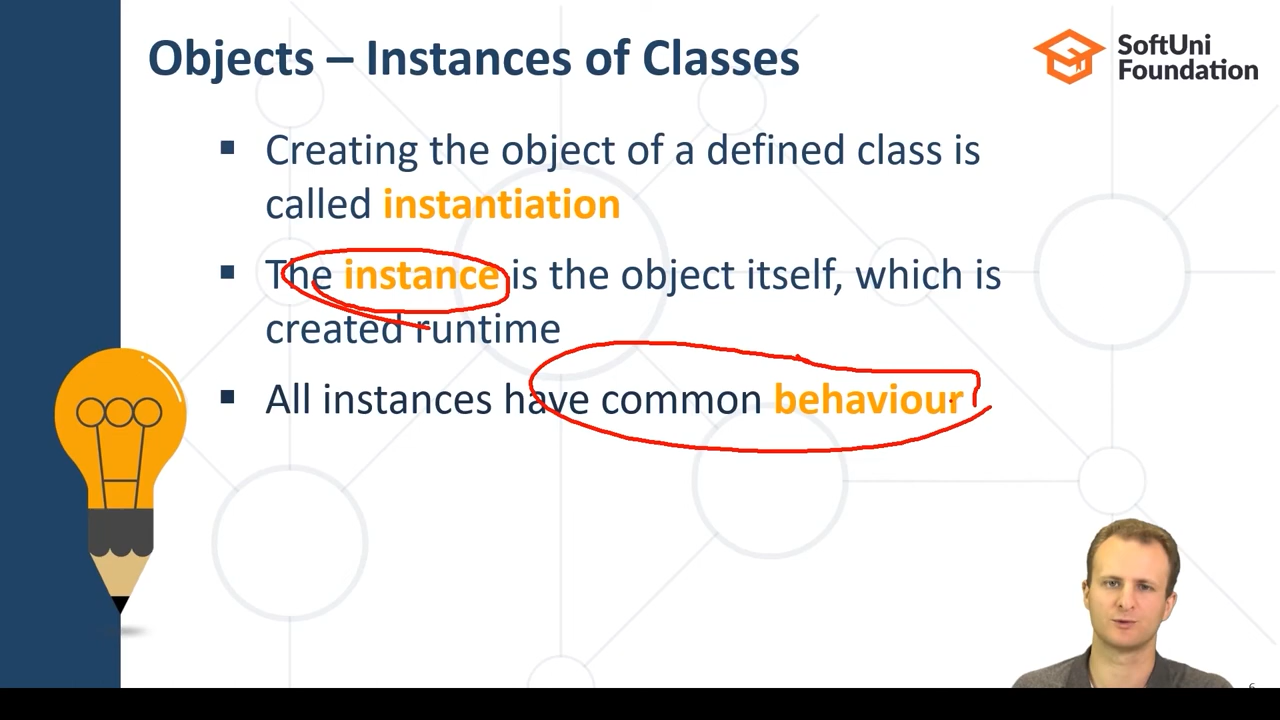 Objects – Instances of Classes
SoftUni
Foundation
▪ Creating the object of a defined class is
called instantiation
▪ The instance is the object itself, which is
created runtime
▪ All instances have common behaviour